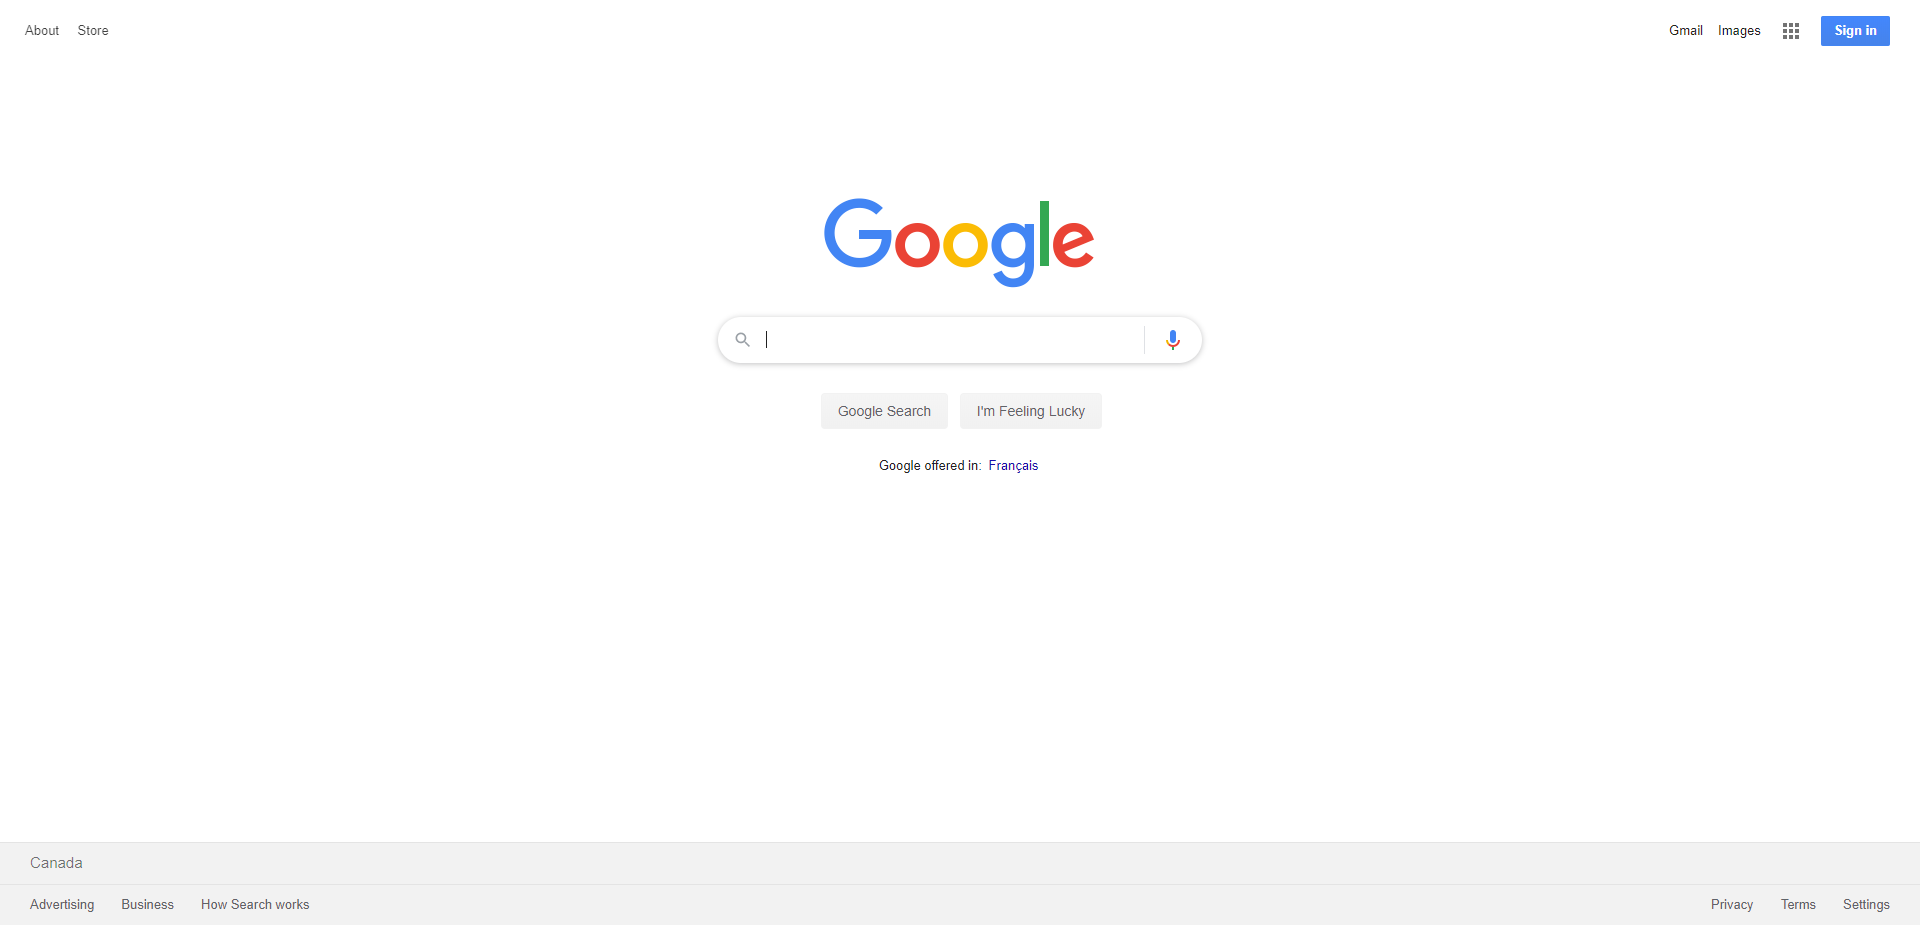 About Store Gmail Images Sign in
Google
Google Search I'm Feeling Lucky
Google offered in: Français
Canada
Advertising Business How Search works Privacy Terms Settings